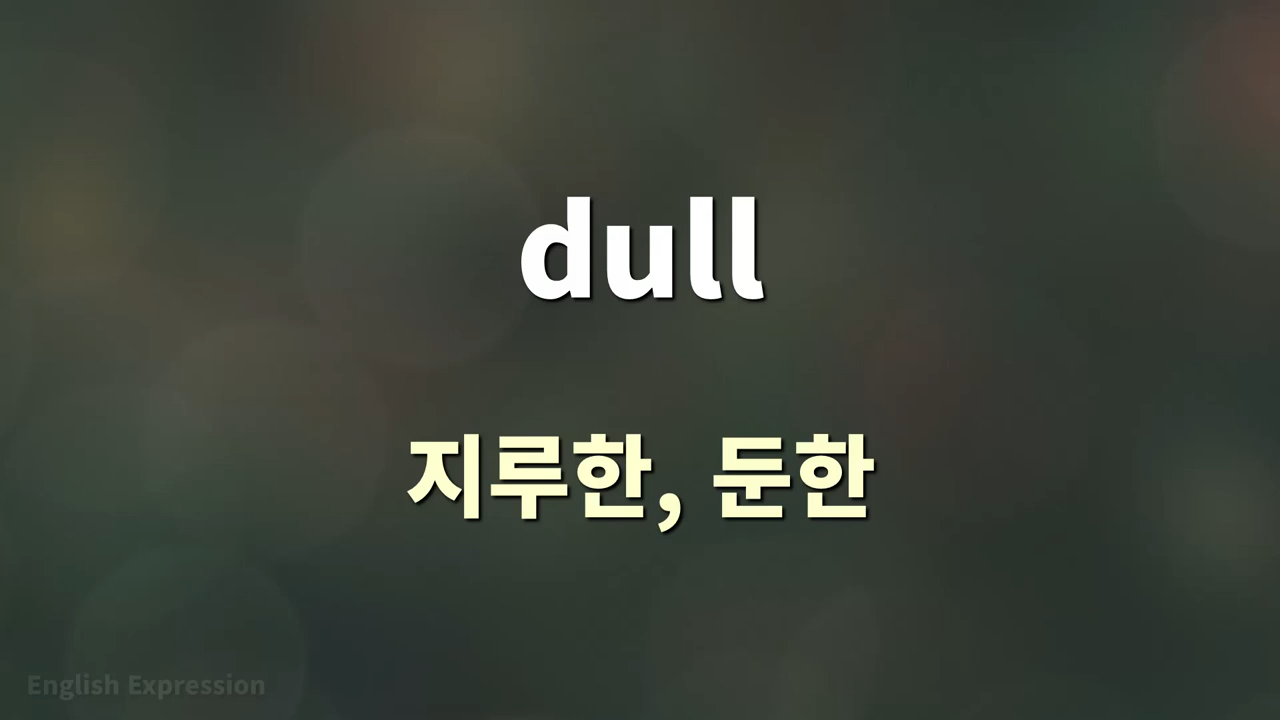 dull
지루한, 둔한
English Expression